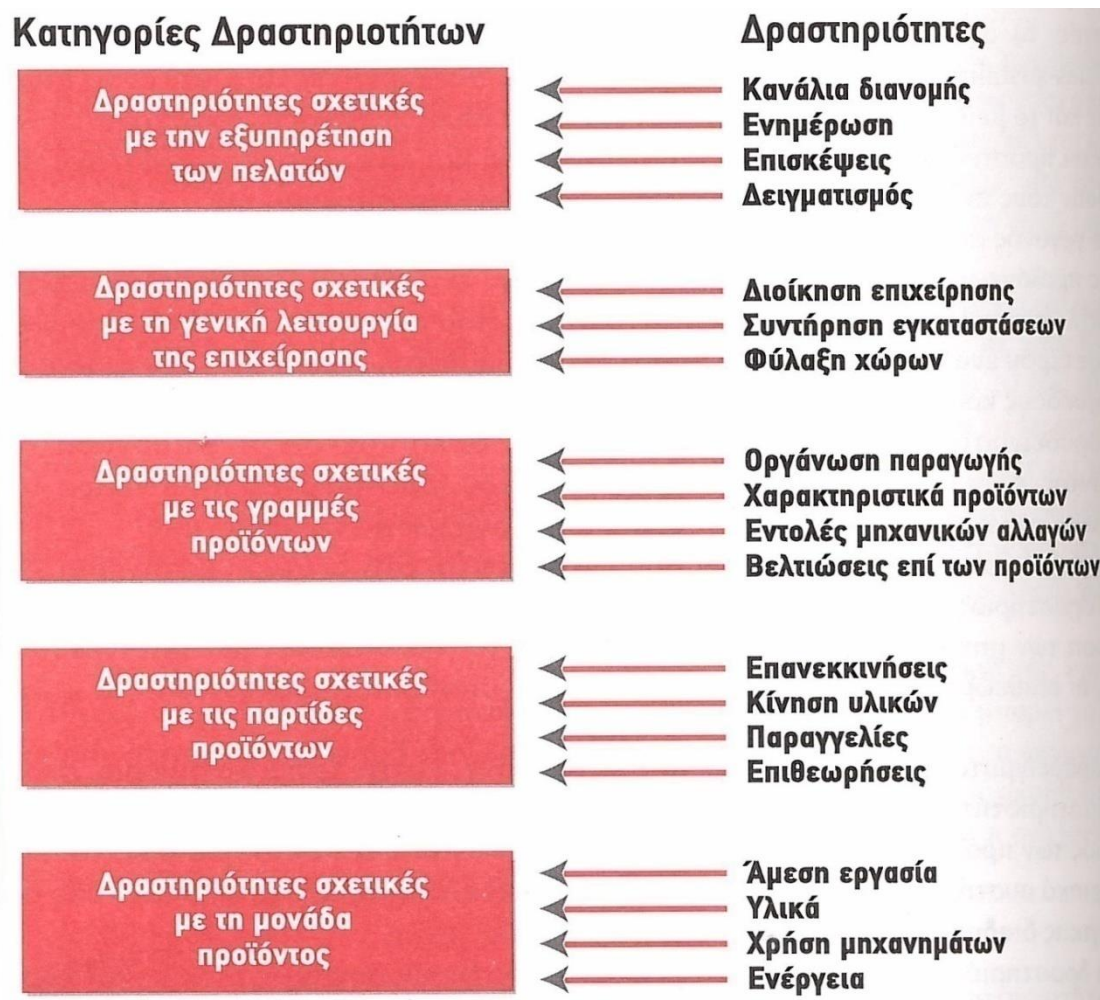 Κατηγορίες Δραστηριοτήτων
Δραστηριότητες
Δραστηριότητες σχετικές
με την εξυπηρέτηση
των πελατών
Κανάλια διανομής
Ενημέρωση
Επισκέψεις
Δειγματισμός
Δραστηριότητες σχετικές
με τη γενική λειτουργία
της επιχείρησης
Διοίκηση επιχείρησης
Συντήρηση εγκαταστάσεων
Φύλαξη χώρων
Δραστηριότητες σχετικές
με τις γραμμές
προϊόντων
Οργάνωση παραγωγής
Χαρακτηριστικά προϊόντων
Εντολές μηχανικών αλλαγών
Βελτιώσεις επί των προϊόντων
Δραστηριότητες σχετικές
με τις παρτίδες
προϊόντων
Επανεκκινήσεις
Κίνηση υλικών
Παραγγελίες
Επιθεωρήσεις
Δραστηριότητες σχετικές
με τη μονάδα
προϊόντος
Άμεση εργασία
Υλικά
Χρήση μηχανημάτων
Ενέργεια